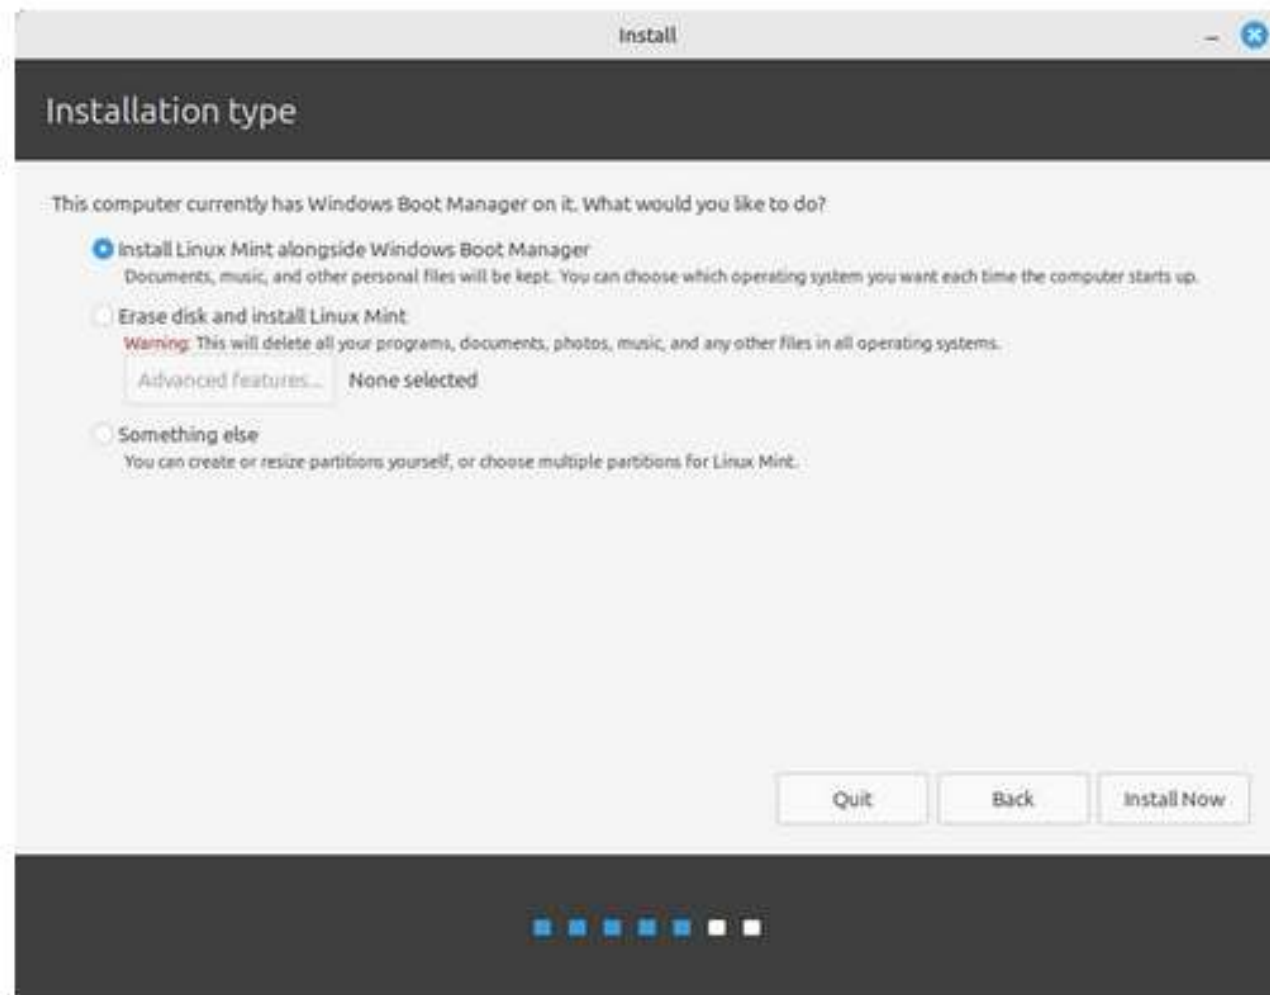 Install
Installation type
This computer currently has Windows Boot Manager on it. What would you like to do?
Install Linux Mint alongside Windows Boot Manager
Documents, music, and other personal files will be kept. You can choose which operating system you want each time the computer starts up.
Erase disk and install Linux Mint
Warning: This will delete all your programs, documents, photos, music, and any other files in all operating systems.
Advanced features... None selected
Something else
You can create or resize partitions yourself, or choose multiple partitions for Linux Mint.
Quit Back Install Now